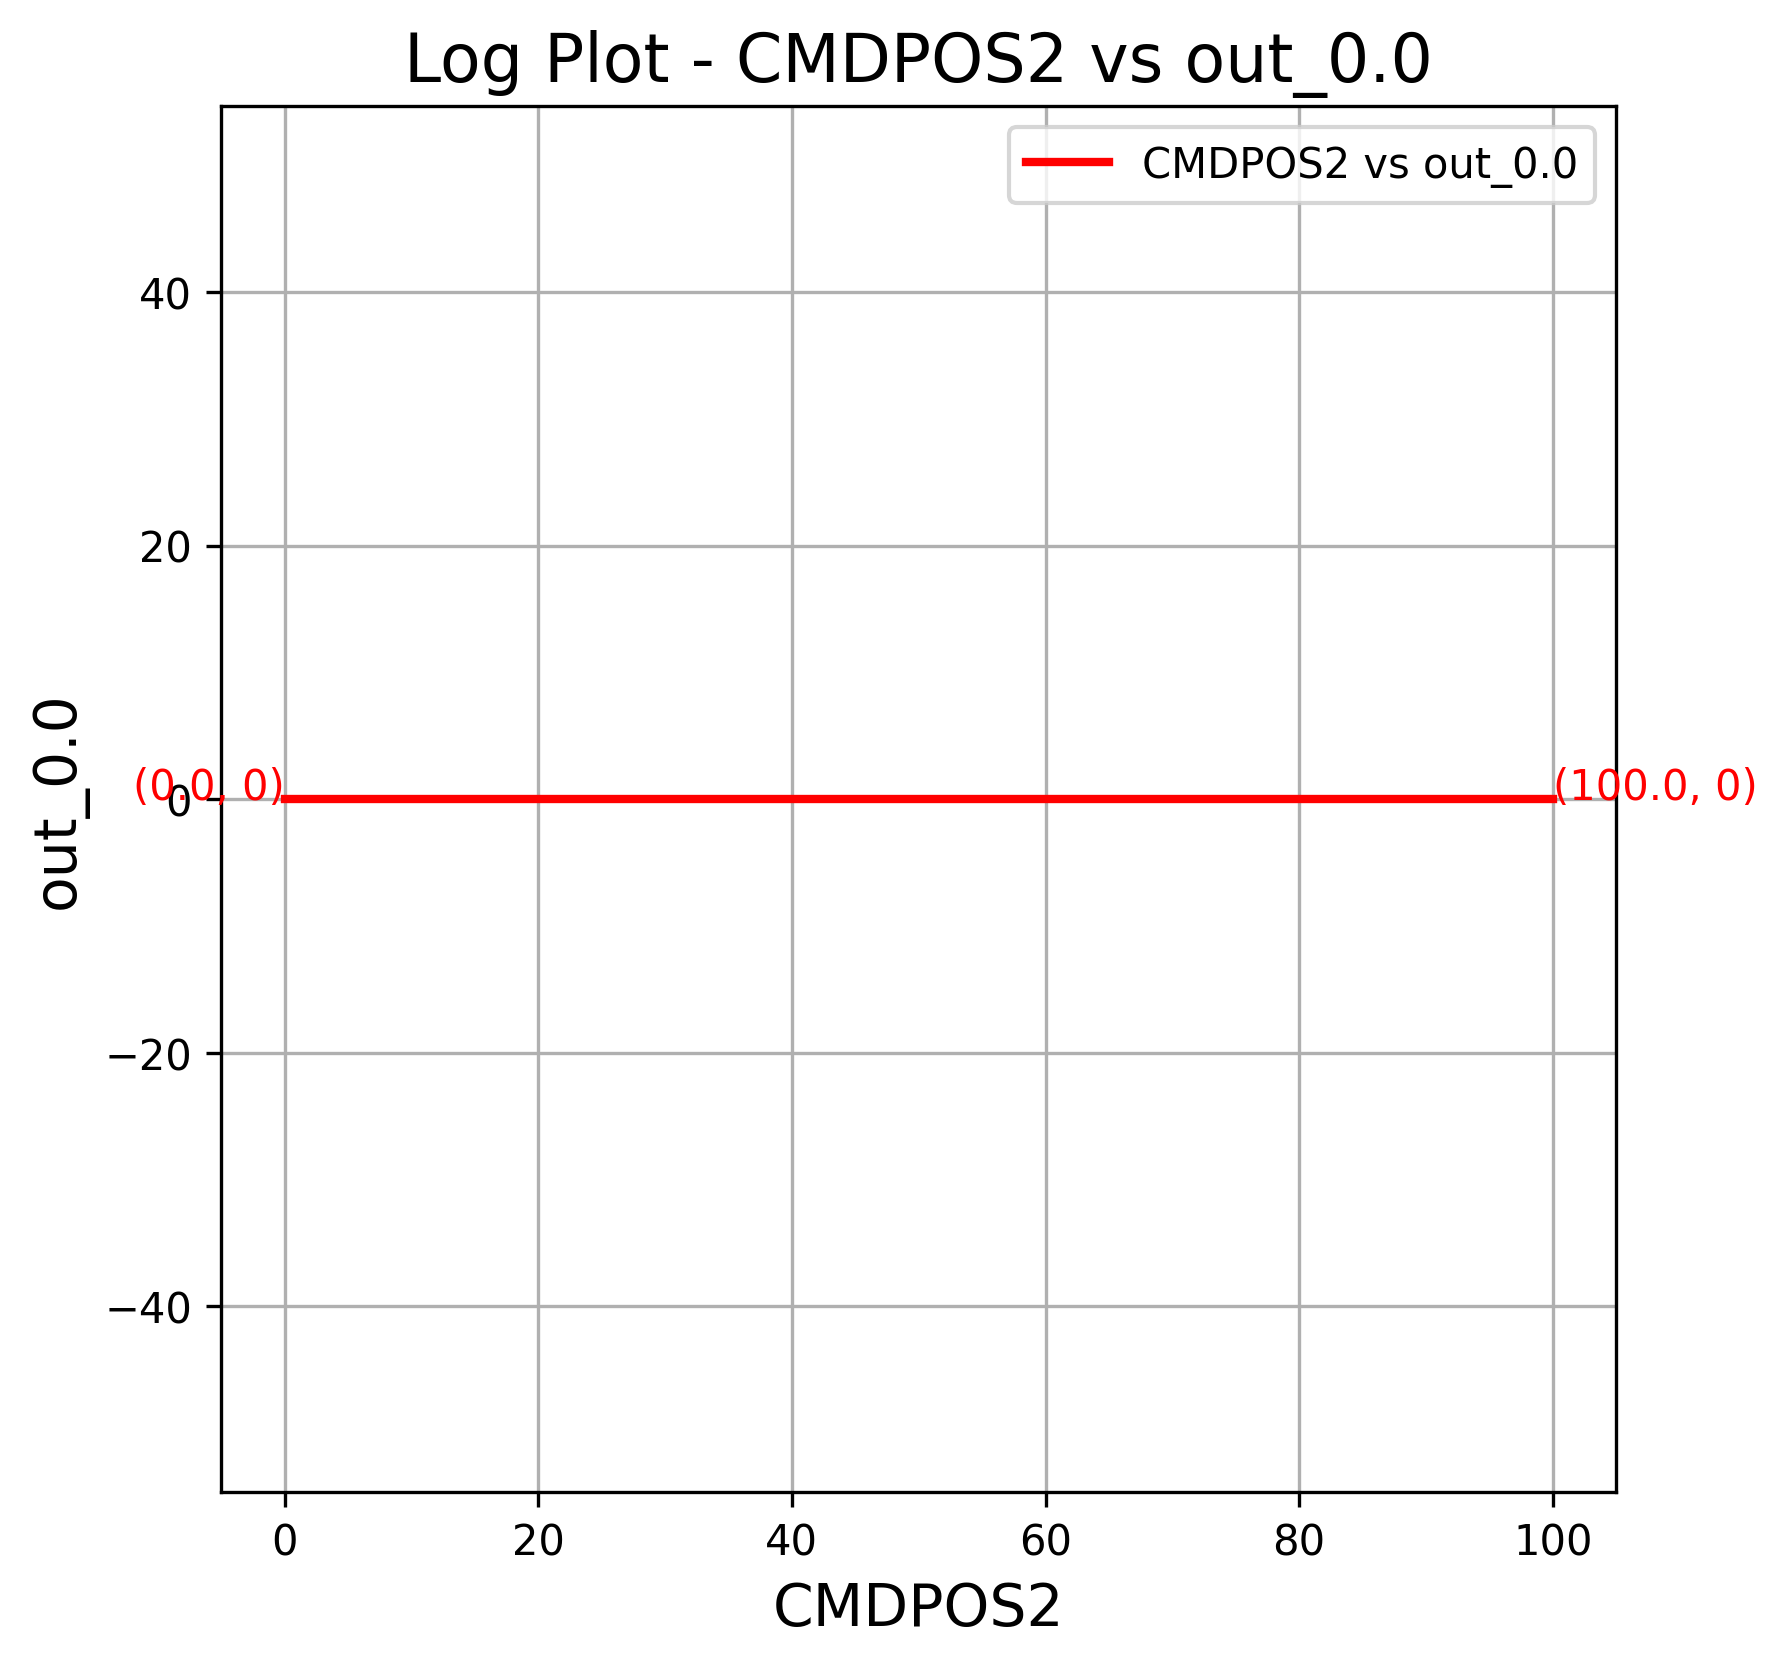 Log Plot - CMDPOS2 vs out_0.0
CMDPOS2 vs out_0.0
40
20
(0.0, 0)
0
(100.0, 0)
−20
−40
out_0.0
0 20 40 60 80 100
CMDPOS2